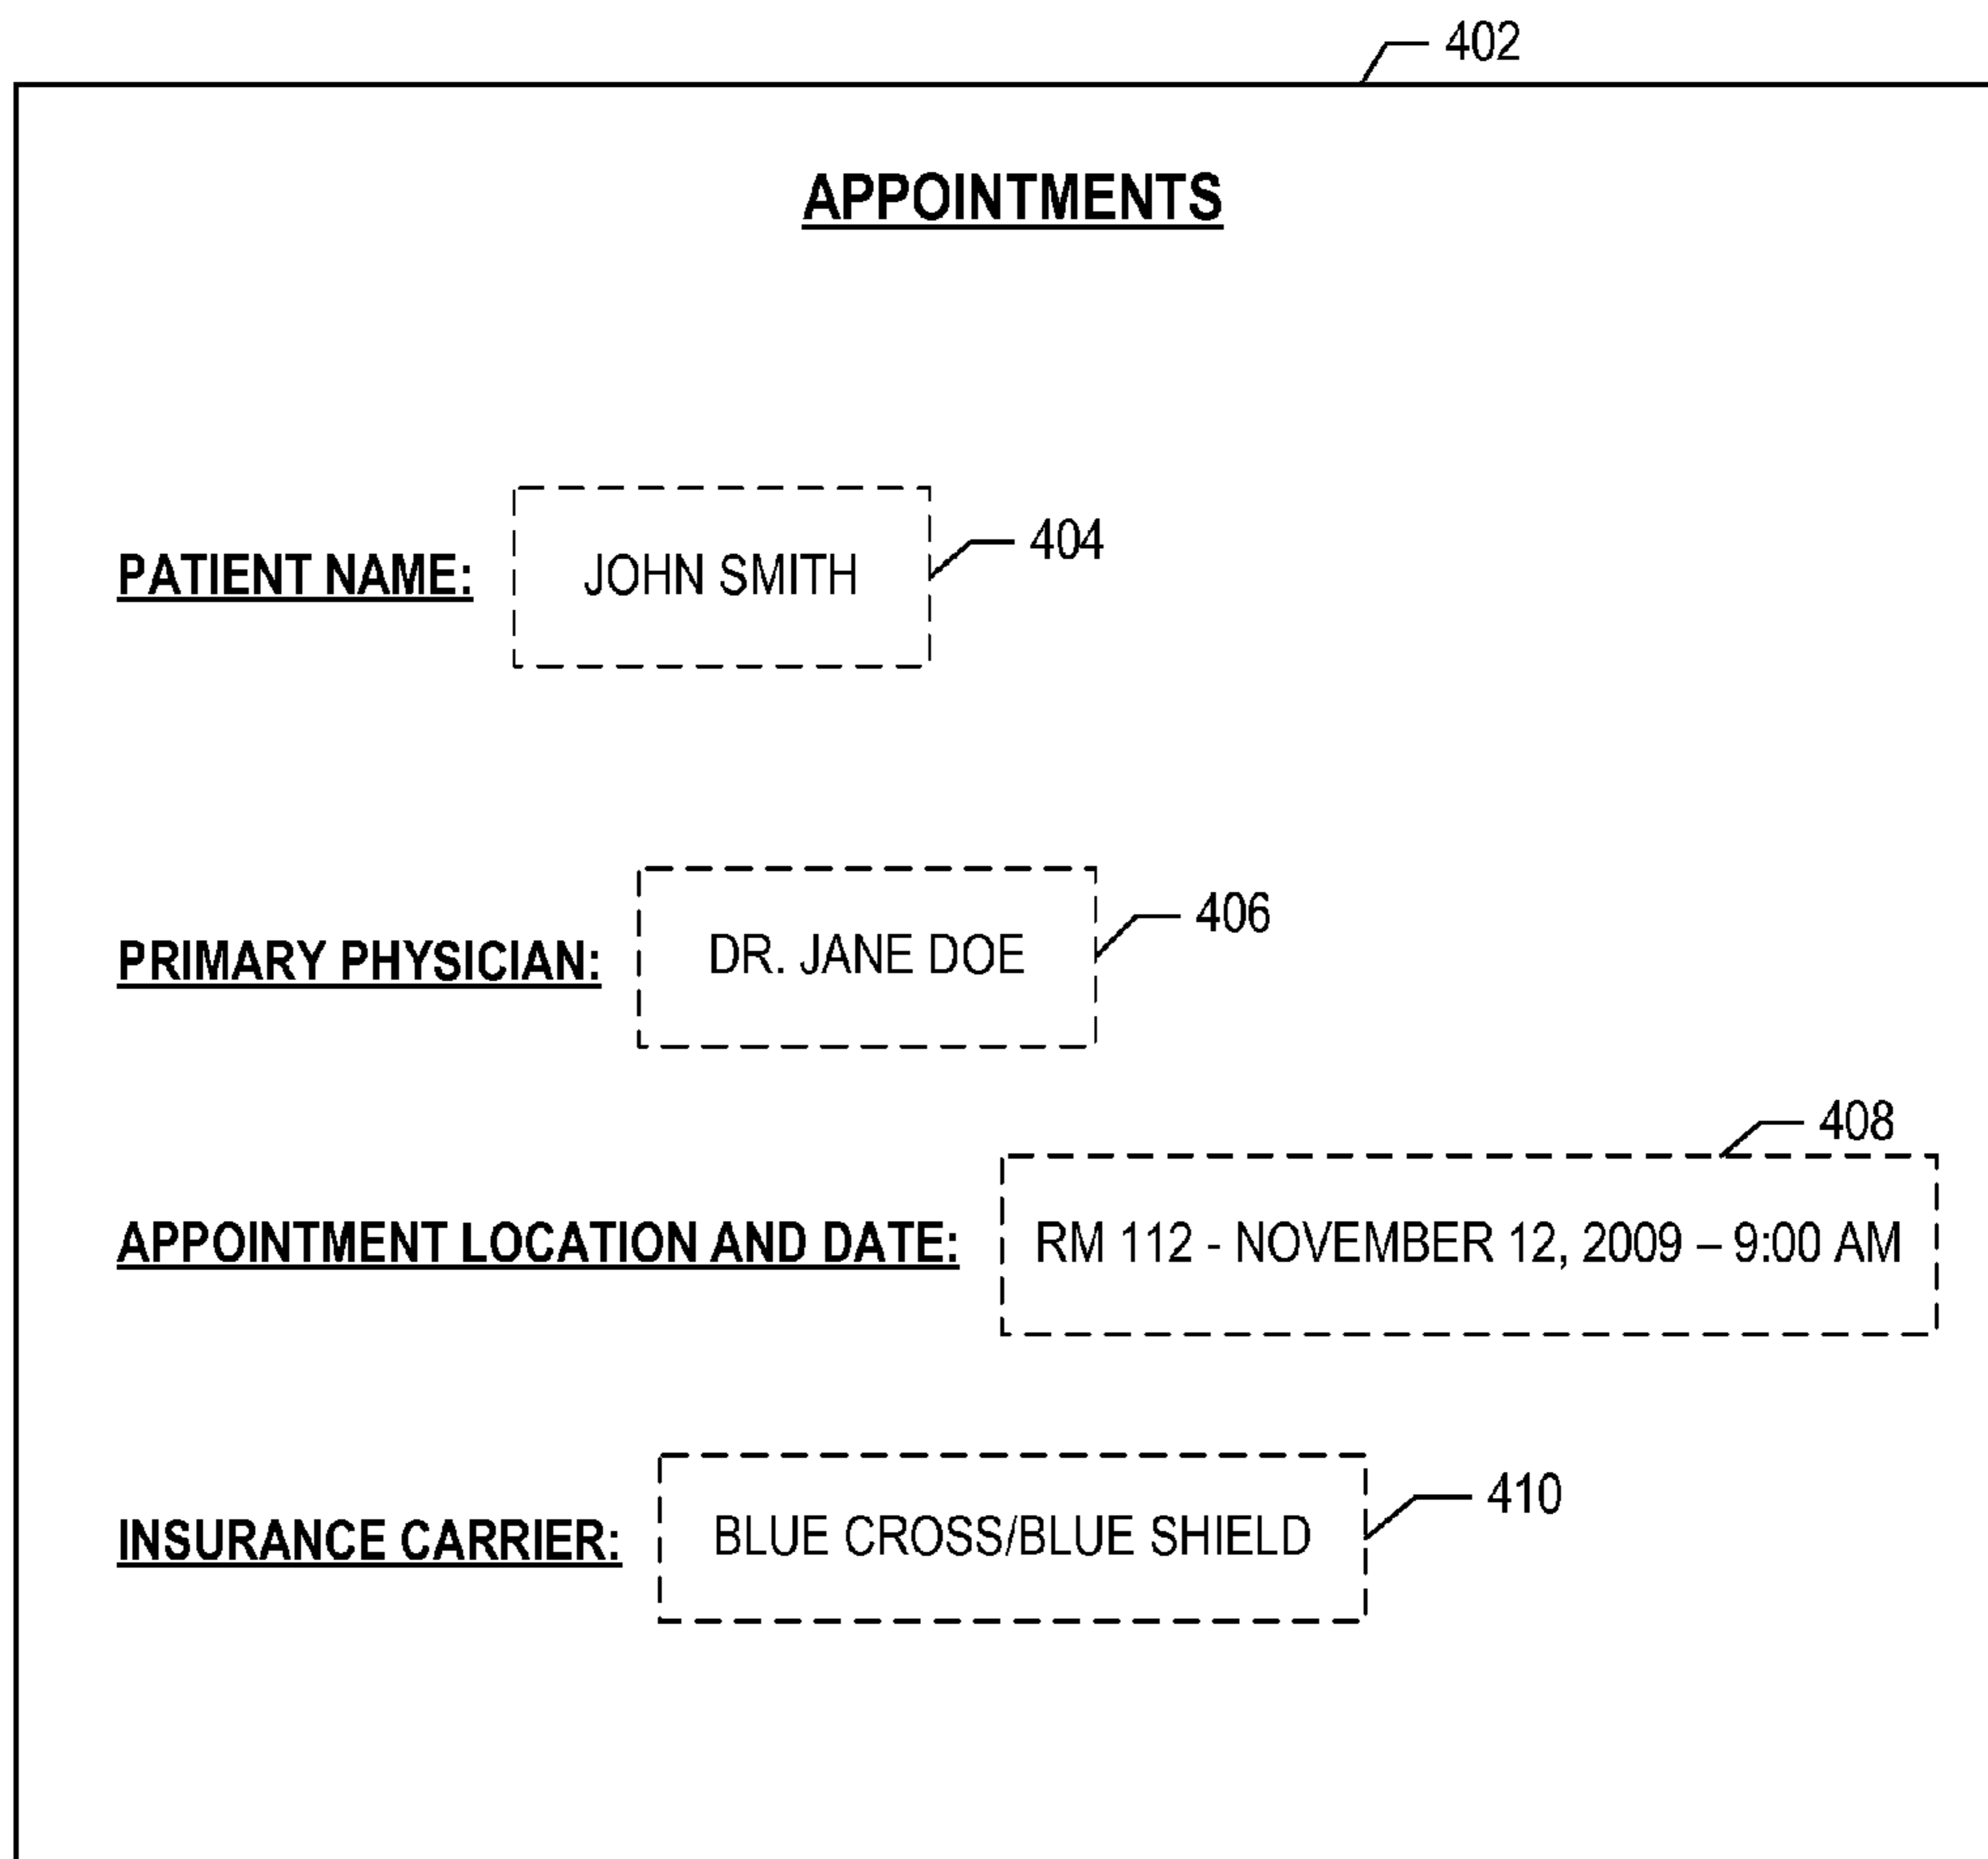 402
APPOINTMENTS
PATIENT NAME: JOHN SMITH 404
PRIMARY PHYSICIAN: DR. JANE DOE 406
408
APPOINTMENT LOCATION AND DATE: RM 112 - NOVEMBER 12, 2009 – 9:00 AM
INSURANCE CARRIER: BLUE CROSS/BLUE SHIELD 410